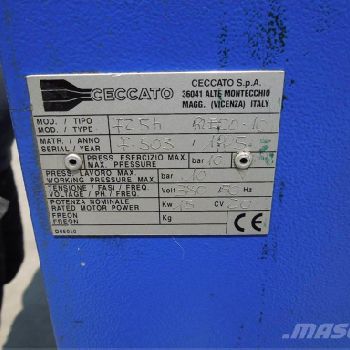 CECCATO
CECCATO S.p.A.
36041 ALTE MONTECCHIO
MAGG. (VICENZA) ITALY
MOD. / TIPO
MOD. / TYPE
MATR. / ANNO
SERIAL / YEAR
PRESS. ESERCIZIO MAX.
MAX. PRESSURE bar 10
PRESS. LAVORO MAX.
WORKING PRESSURE MAX bar 10
TENSIONE / FASI / FREQ.
VOLTAGE / PH / FREQ. Volt 380 50 Hz
POTENZA NOMINALE
RATED MOTOR POWER Kw 15 CV 20
FREON
FREON Kg
CE
MASCUS